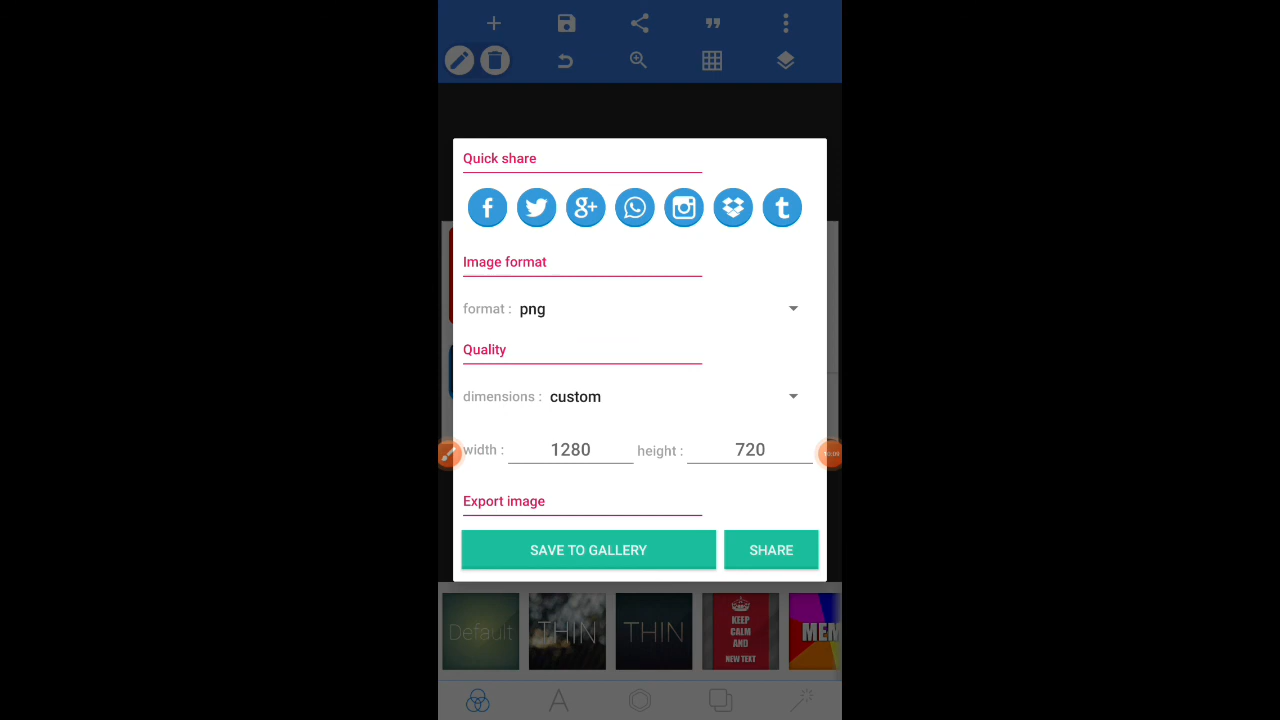 Quick share
Image format
format : png
Quality
dimensions : custom
width : 1280 height : 720
Export image
SAVE TO GALLERY SHARE
Default THIN THIN KEEP CALM AND NEW TEXT MEM